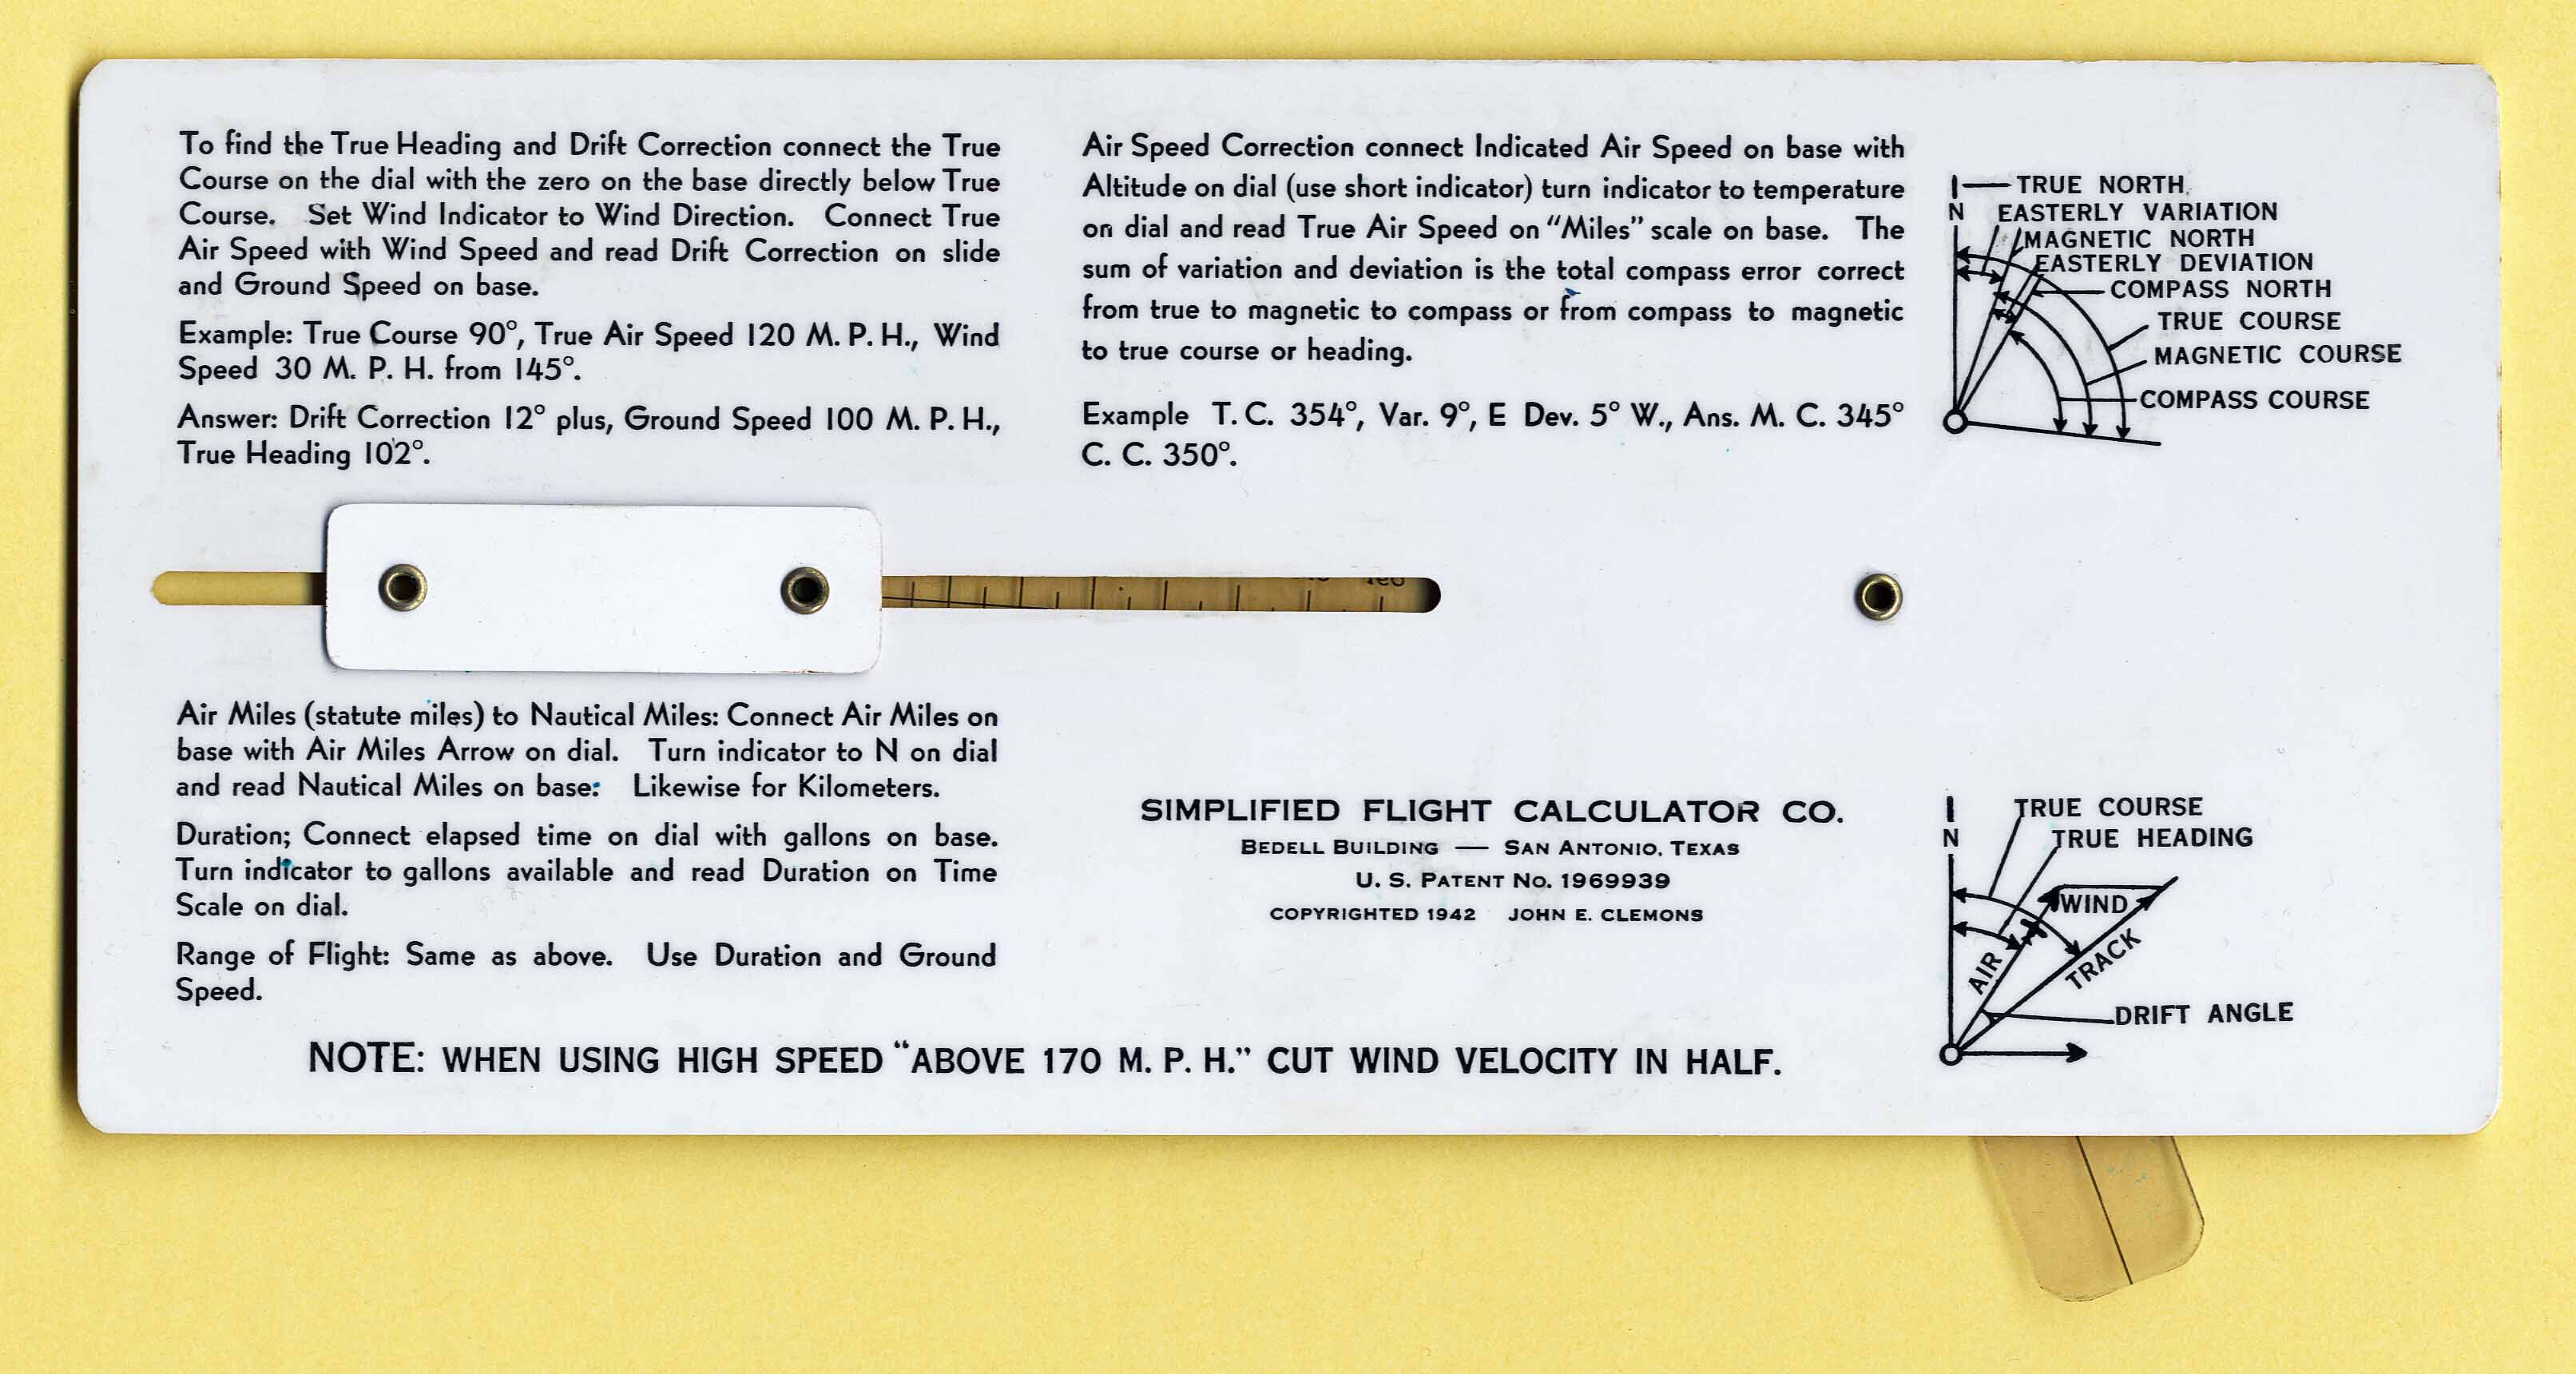 To find the True Heading and Drift Correction connect the True
Course on the dial with the zero on the base directly below True
Course. Set Wind Indicator to Wind Direction. Connect True
Air Speed with Wind Speed and read Drift Correction on slide
and Ground Speed on base.
Example: True Course 90°, True Air Speed 120 M. P. H., Wind
Speed 30 M. P. H. from 145°.
Answer: Drift Correction 12° plus, Ground Speed 100 M. P. H.,
True Heading 102°.
Air Speed Correction connect Indicated Air Speed on base with
Altitude on dial (use short indicator) turn indicator to temperature
on dial and read True Air Speed on "Miles" scale on base. The
sum of variation and deviation is the total compass error correct
from true to magnetic to compass or from compass to magnetic
to true course or heading.
Example T. C. 354°, Var. 9°, E Dev. 5° W., Ans. M. C. 345°
C. C. 350°.
TRUE NORTH
N EASTERLY VARIATION
MAGNETIC NORTH
EASTERLY DEVIATION
COMPASS NORTH
TRUE COURSE
MAGNETIC COURSE
COMPASS COURSE
160
Air Miles (statute miles) to Nautical Miles: Connect Air Miles on
base with Air Miles Arrow on dial. Turn indicator to N on dial
and read Nautical Miles on base: Likewise for Kilometers.
Duration; Connect elapsed time on dial with gallons on base.
Turn indicator to gallons available and read Duration on Time
Scale on dial.
Range of Flight: Same as above. Use Duration and Ground
Speed.
SIMPLIFIED FLIGHT CALCULATOR CO.
BEDELL BUILDING — SAN ANTONIO, TEXAS
U. S. PATENT NO. 1969939
COPYRIGHTED 1942 JOHN E. CLEMONS
TRUE COURSE
N TRUE HEADING
WIND
AIR
TRACK
DRIFT ANGLE
NOTE: WHEN USING HIGH SPEED "ABOVE 170 M. P. H." CUT WIND VELOCITY IN HALF.